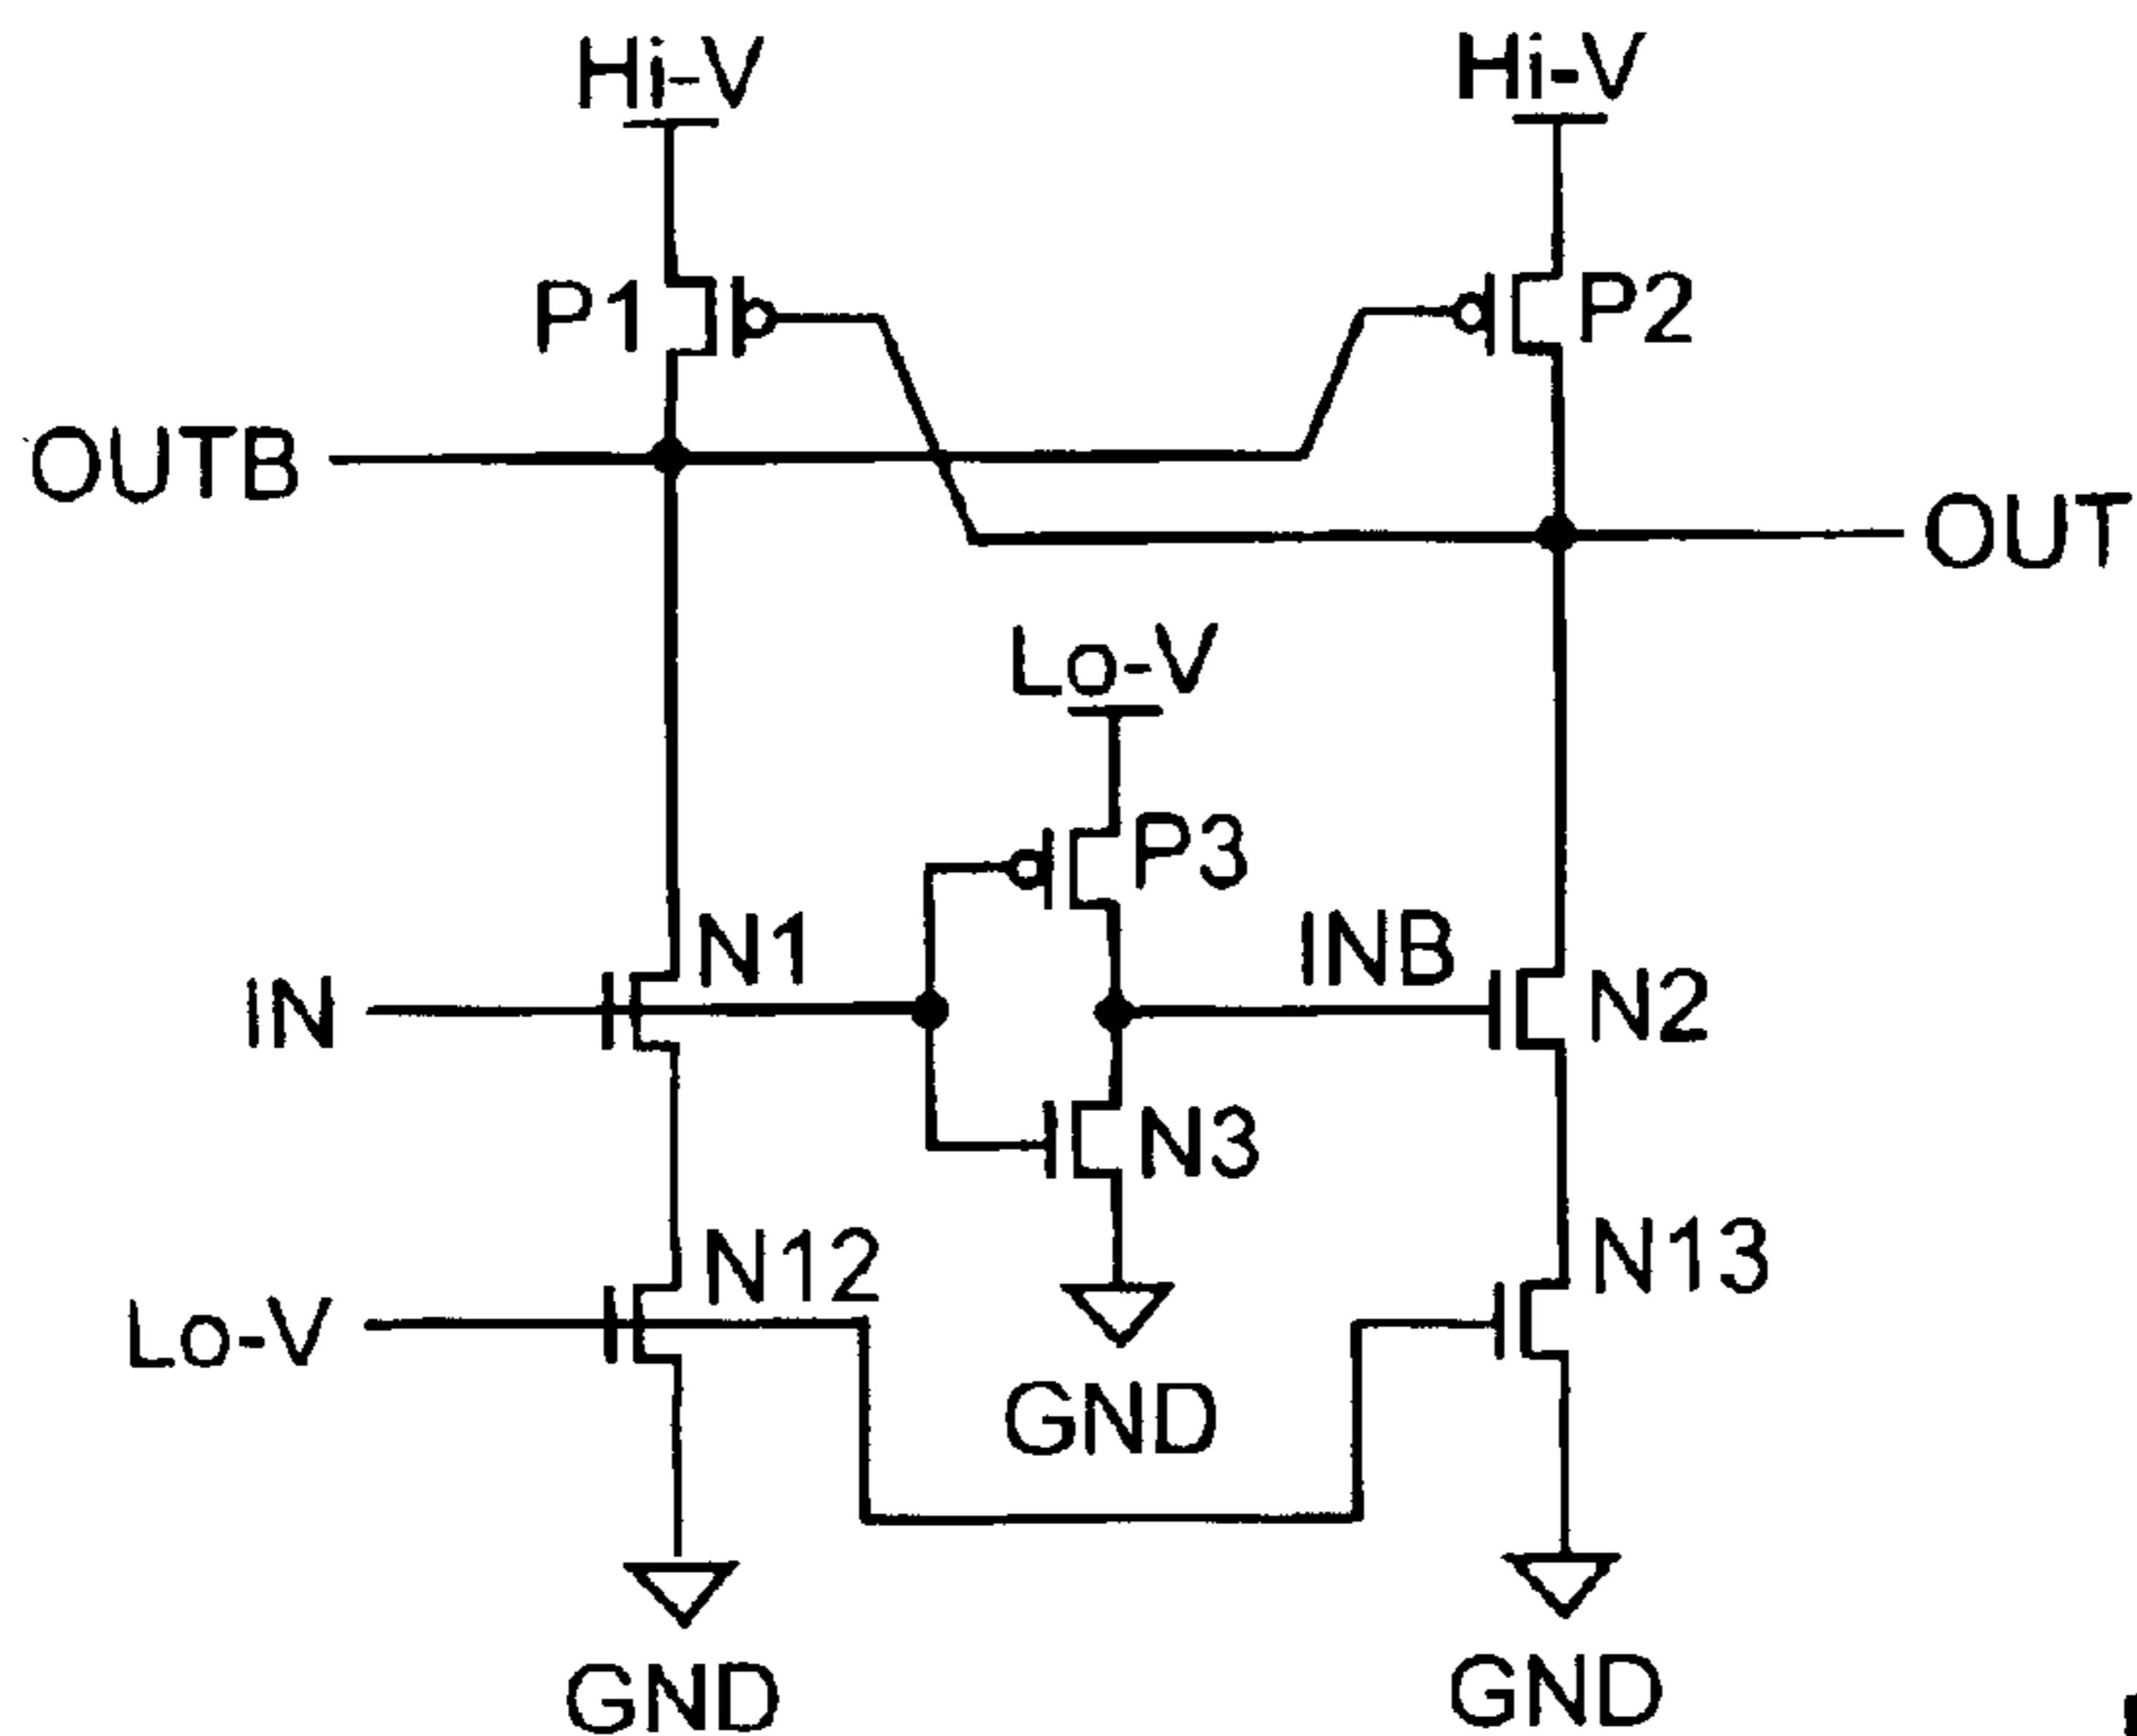 Hi-V
Hi-V
P1
P2
OUTB
OUT
Lo-V
P3
N1
INB
IN
N2
N3
N12
N13
Lo-V
GND
GND
GND